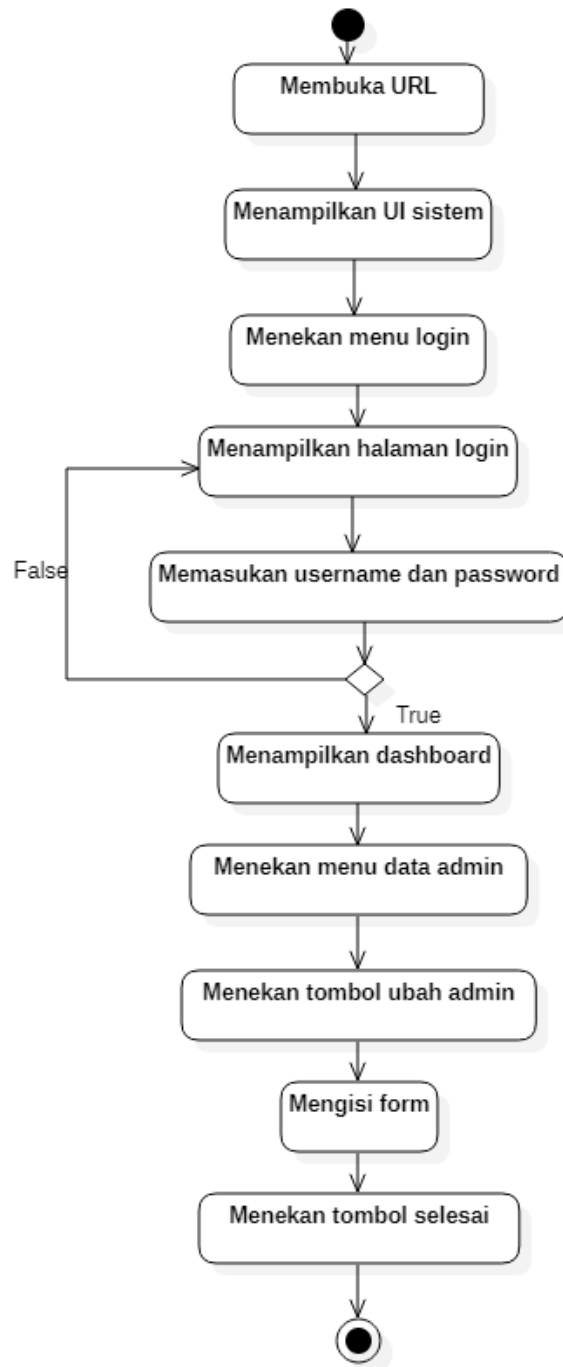 Membuka URL
Menampilkan UI sistem
Menekan menu login
Menampilkan halaman login
False
Memasukan username dan password
True
Menampilkan dashboard
Menekan menu data admin
Menekan tombol ubah admin
Mengisi form
Menekan tombol selesai